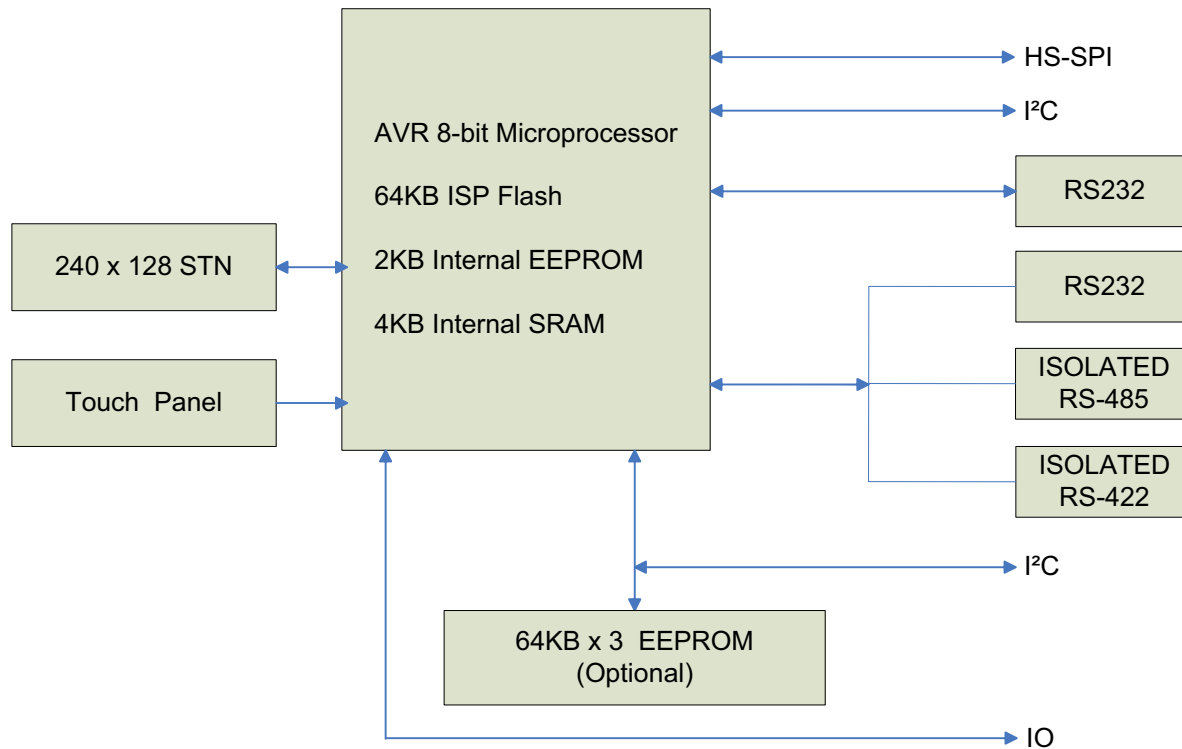 HS-SPI
I²C
AVR 8-bit Microprocessor
64KB ISP Flash
2KB Internal EEPROM
4KB Internal SRAM
RS232
240 x 128 STN
RS232
Touch Panel
ISOLATED
RS-485
ISOLATED
RS-422
I²C
64KB x 3 EEPROM
(Optional)
IO